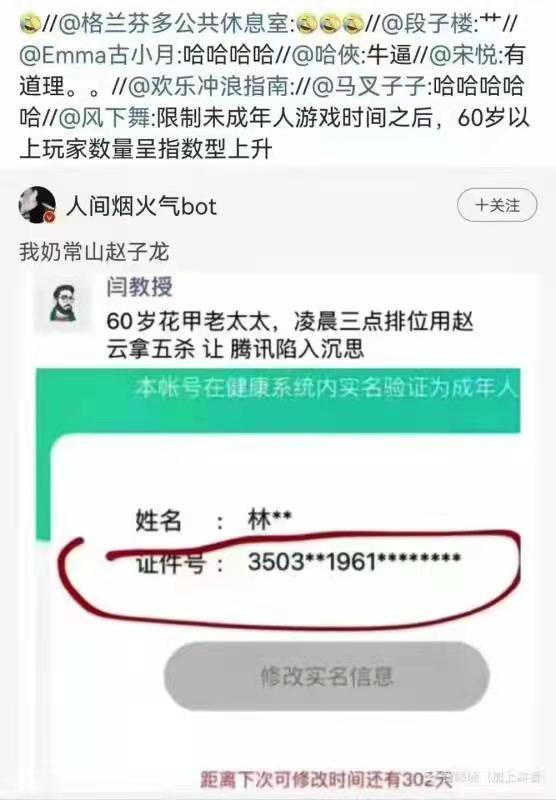 //@格兰芬多公共休息室://@段子楼:艹//
@Emma古小月:哈哈哈哈//@哈俠:牛逼//@宋悦:有
道理。。//@欢乐冲浪指南://@马叉子子:哈哈哈哈
哈//@风下舞:限制未成年人游戏时间之后，60岁以
上玩家数量呈指数型上升
人间烟火气bot
＋关注
我奶常山赵子龙
闫教授
60岁花甲老太太，凌晨三点排位用赵
云拿五杀 让 腾讯陷入沉思
本帐号在健康系统内实名验证为成年人
姓名 ： 林**
证件号： 3503**1961********
修改实名信息
距离下次可修改时间还有302天